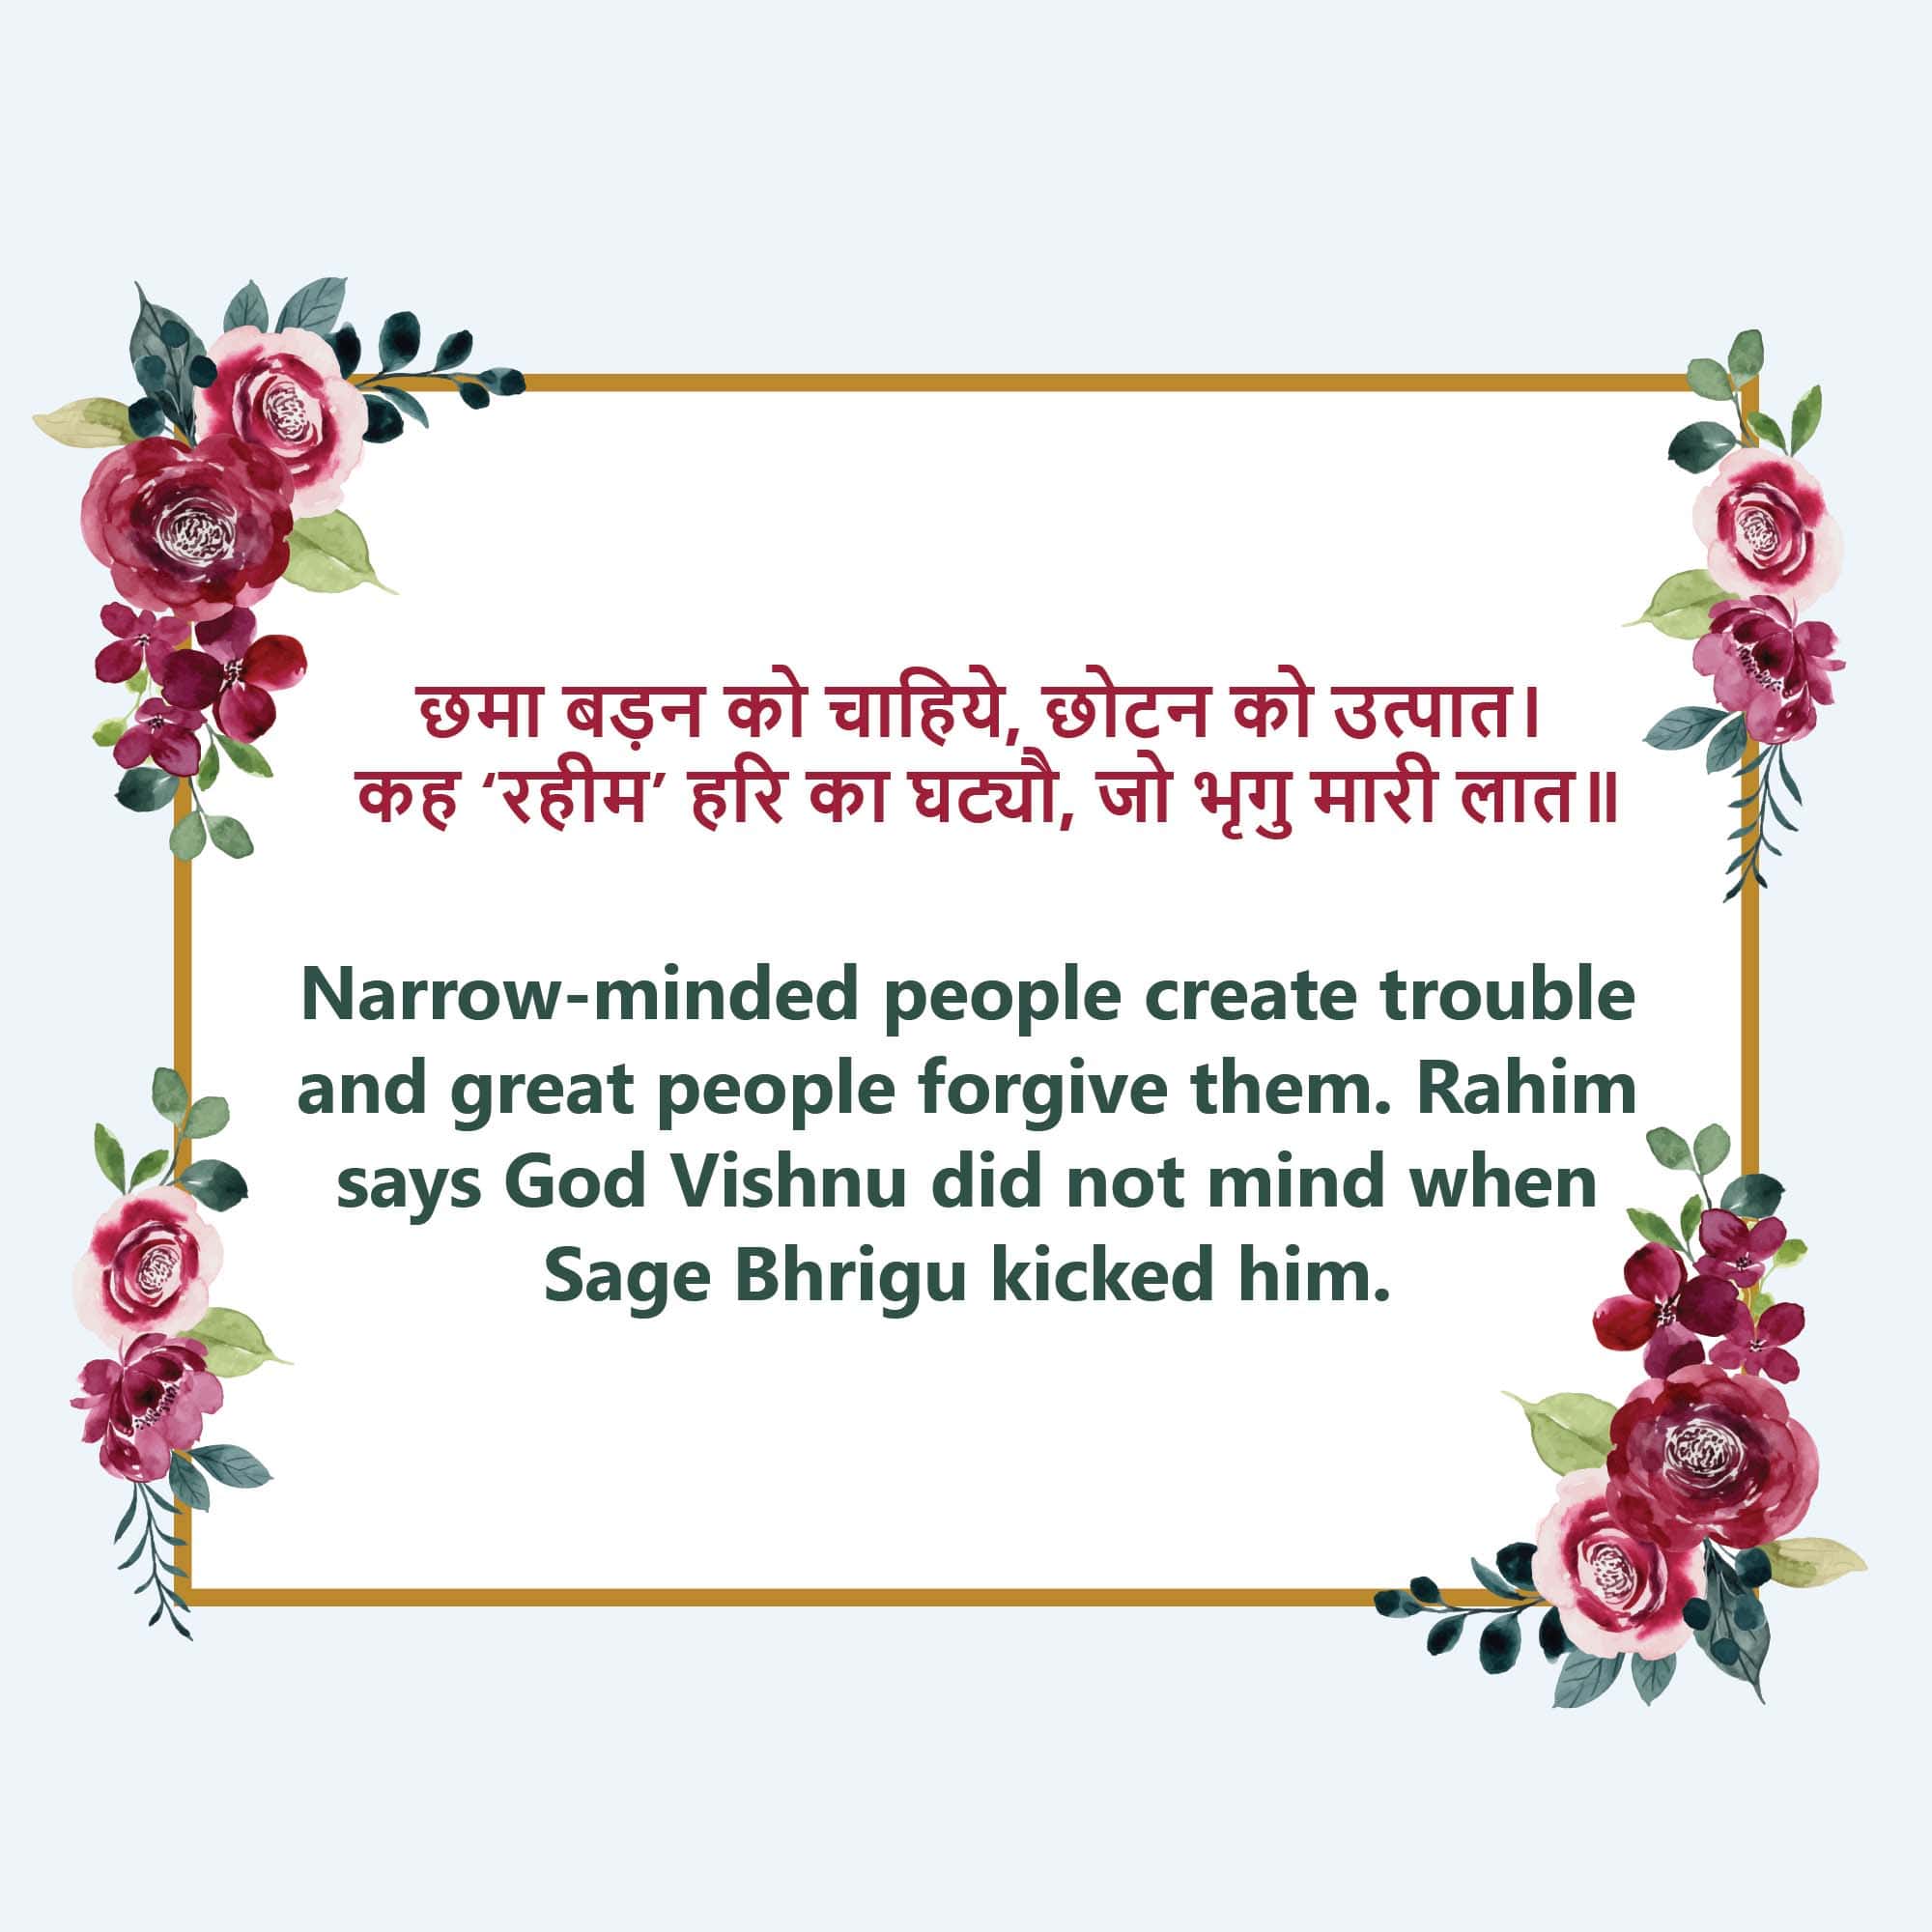 छमा बड़न को चाहिये, छोटन को उत्पात।
कह ‘रहीम’ हरि का घट्यौ, जो भृगु मारी लात॥
Narrow-minded people create trouble
and great people forgive them. Rahim
says God Vishnu did not mind when
Sage Bhrigu kicked him.